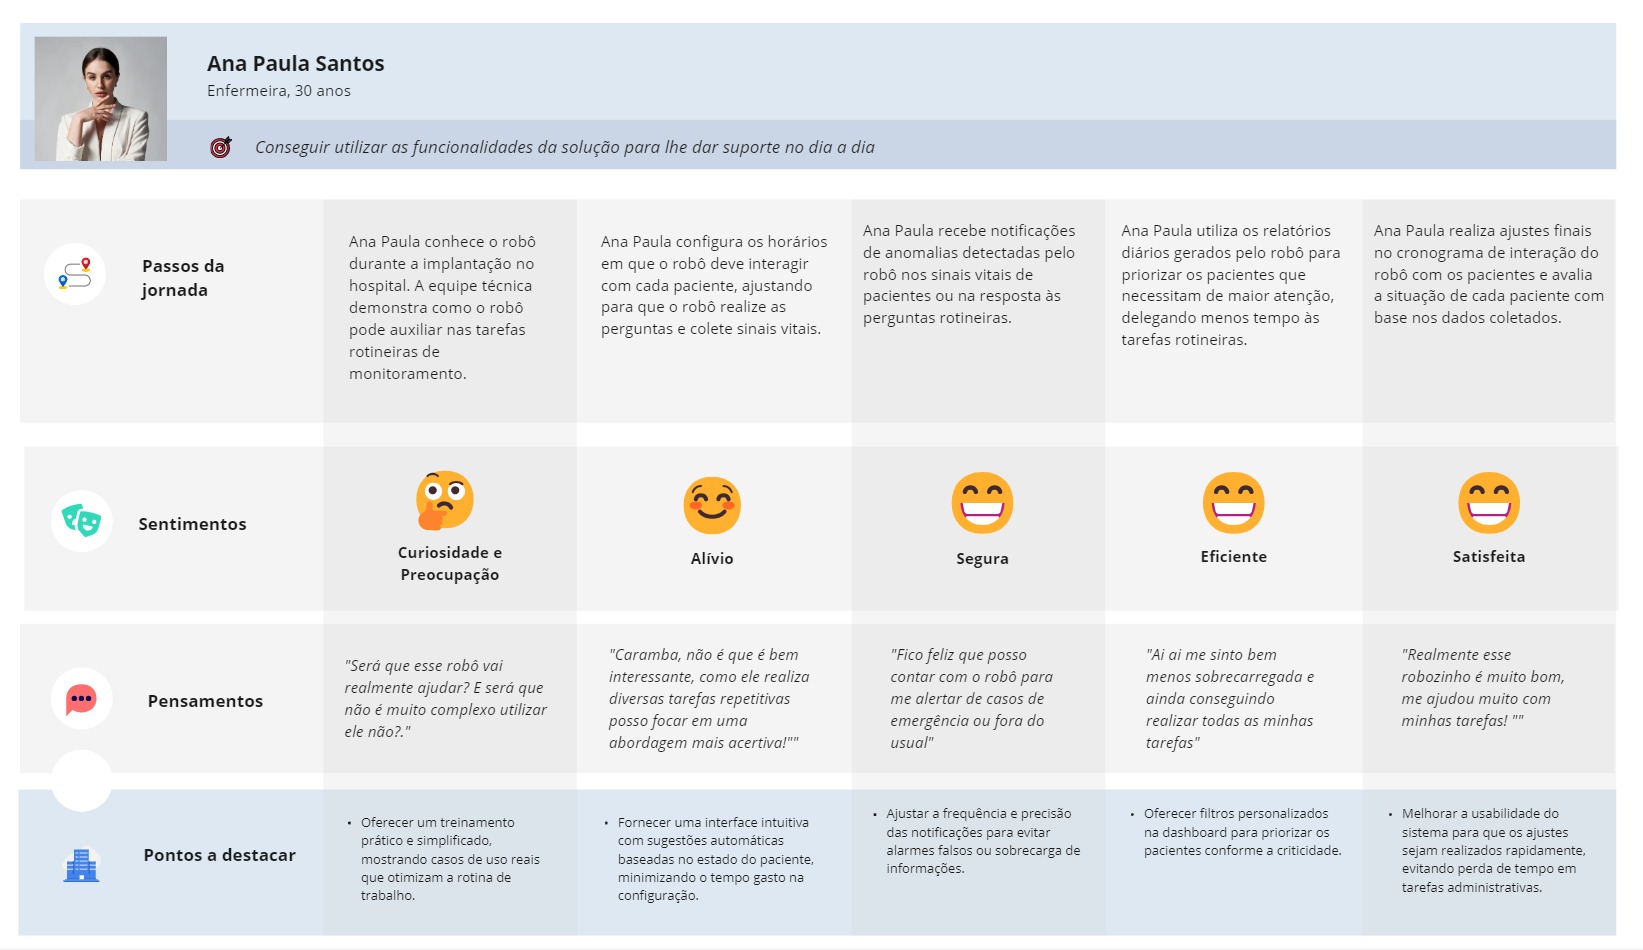 Ana Paula Santos
Enfermeira, 30 anos
Conseguir utilizar as funcionalidades da solução para lhe dar suporte no dia a dia
Passos da
jornada
Ana Paula conhece o robô
durante a implantação no
hospital. A equipe técnica
demonstra como o robô
pode auxiliar nas tarefas
rotineiras de
monitoramento.
Ana Paula configura os horários
em que o robô deve interagir
com cada paciente, ajustando
para que o robô realize as
perguntas e colete sinais vitais.
Ana Paula recebe notificações
de anomalias detectadas pelo
robô nos sinais vitais de
pacientes ou na resposta às
perguntas rotineiras.
Ana Paula utiliza os relatórios
diários gerados pelo robô para
priorizar os pacientes que
necessitam de maior atenção,
delegando menos tempo às
tarefas rotineiras.
Ana Paula realiza ajustes finais
no cronograma de interação do
robô com os pacientes e avalia
a situação de cada paciente com
base nos dados coletados.
Sentimentos
Curiosidade e
Preocupação
Alívio
Segura
Eficiente
Satisfeita
Pensamentos
"Será que esse robô vai
realmente ajudar? E será que
não é muito complexo utilizar
ele não?."
"Caramba, não é que é bem
interessante, como ele realiza
diversas tarefas repetitivas
posso focar em uma
abordagem mais acertiva!""
"Fico feliz que posso
contar com o robô para
me alertar de casos de
emergência ou fora do
usual"
"Ai ai me sinto bem
menos sobrecarregada e
ainda conseguindo
realizar todas as minhas
tarefas"
"Realmente esse
robozinho é muito bom,
me ajudou muito com
minhas tarefas! ""
Pontos a destacar
• Oferecer um treinamento
prático e simplificado,
mostrando casos de uso reais
que otimizam a rotina de
trabalho.
• Fornecer uma interface intuitiva
com sugestões automáticas
baseadas no estado do paciente,
minimizando o tempo gasto na
configuração.
• Ajustar a frequência e precisão
das notificações para evitar
alarmes falsos ou sobrecarga de
informações.
• Oferecer filtros personalizados
na dashboard para priorizar os
pacientes conforme a criticidade.
• Melhorar a usabilidade do
sistema para que os ajustes
sejam realizados rapidamente,
evitando perda de tempo em
tarefas administrativas.